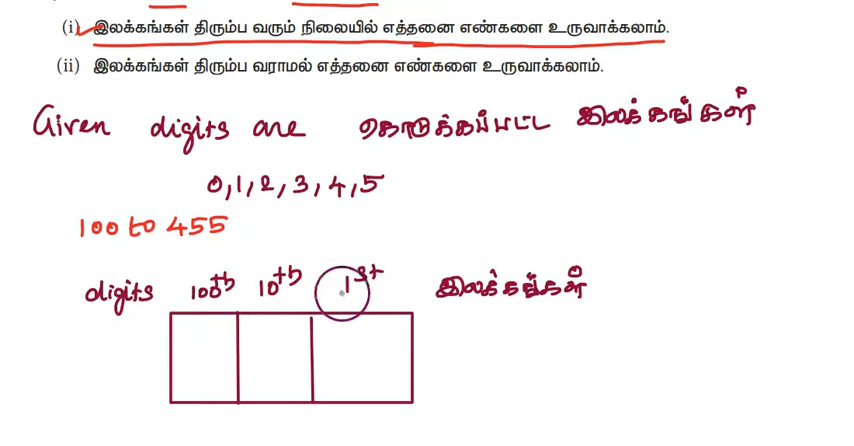 (i) இலக்கங்கள் திரும்ப வரும் நிலையில் எத்தனை எண்களை உருவாக்கலாம்.
(ii) இலக்கங்கள் திரும்ப வராமல் எத்தனை எண்களை உருவாக்கலாம்.
Given digits are கொடுக்கப்பட்ட இலக்கங்கள்
0, 1, 2, 3, 4, 5
100 to 455
digits 100th 10th 1st இலக்கங்கள்